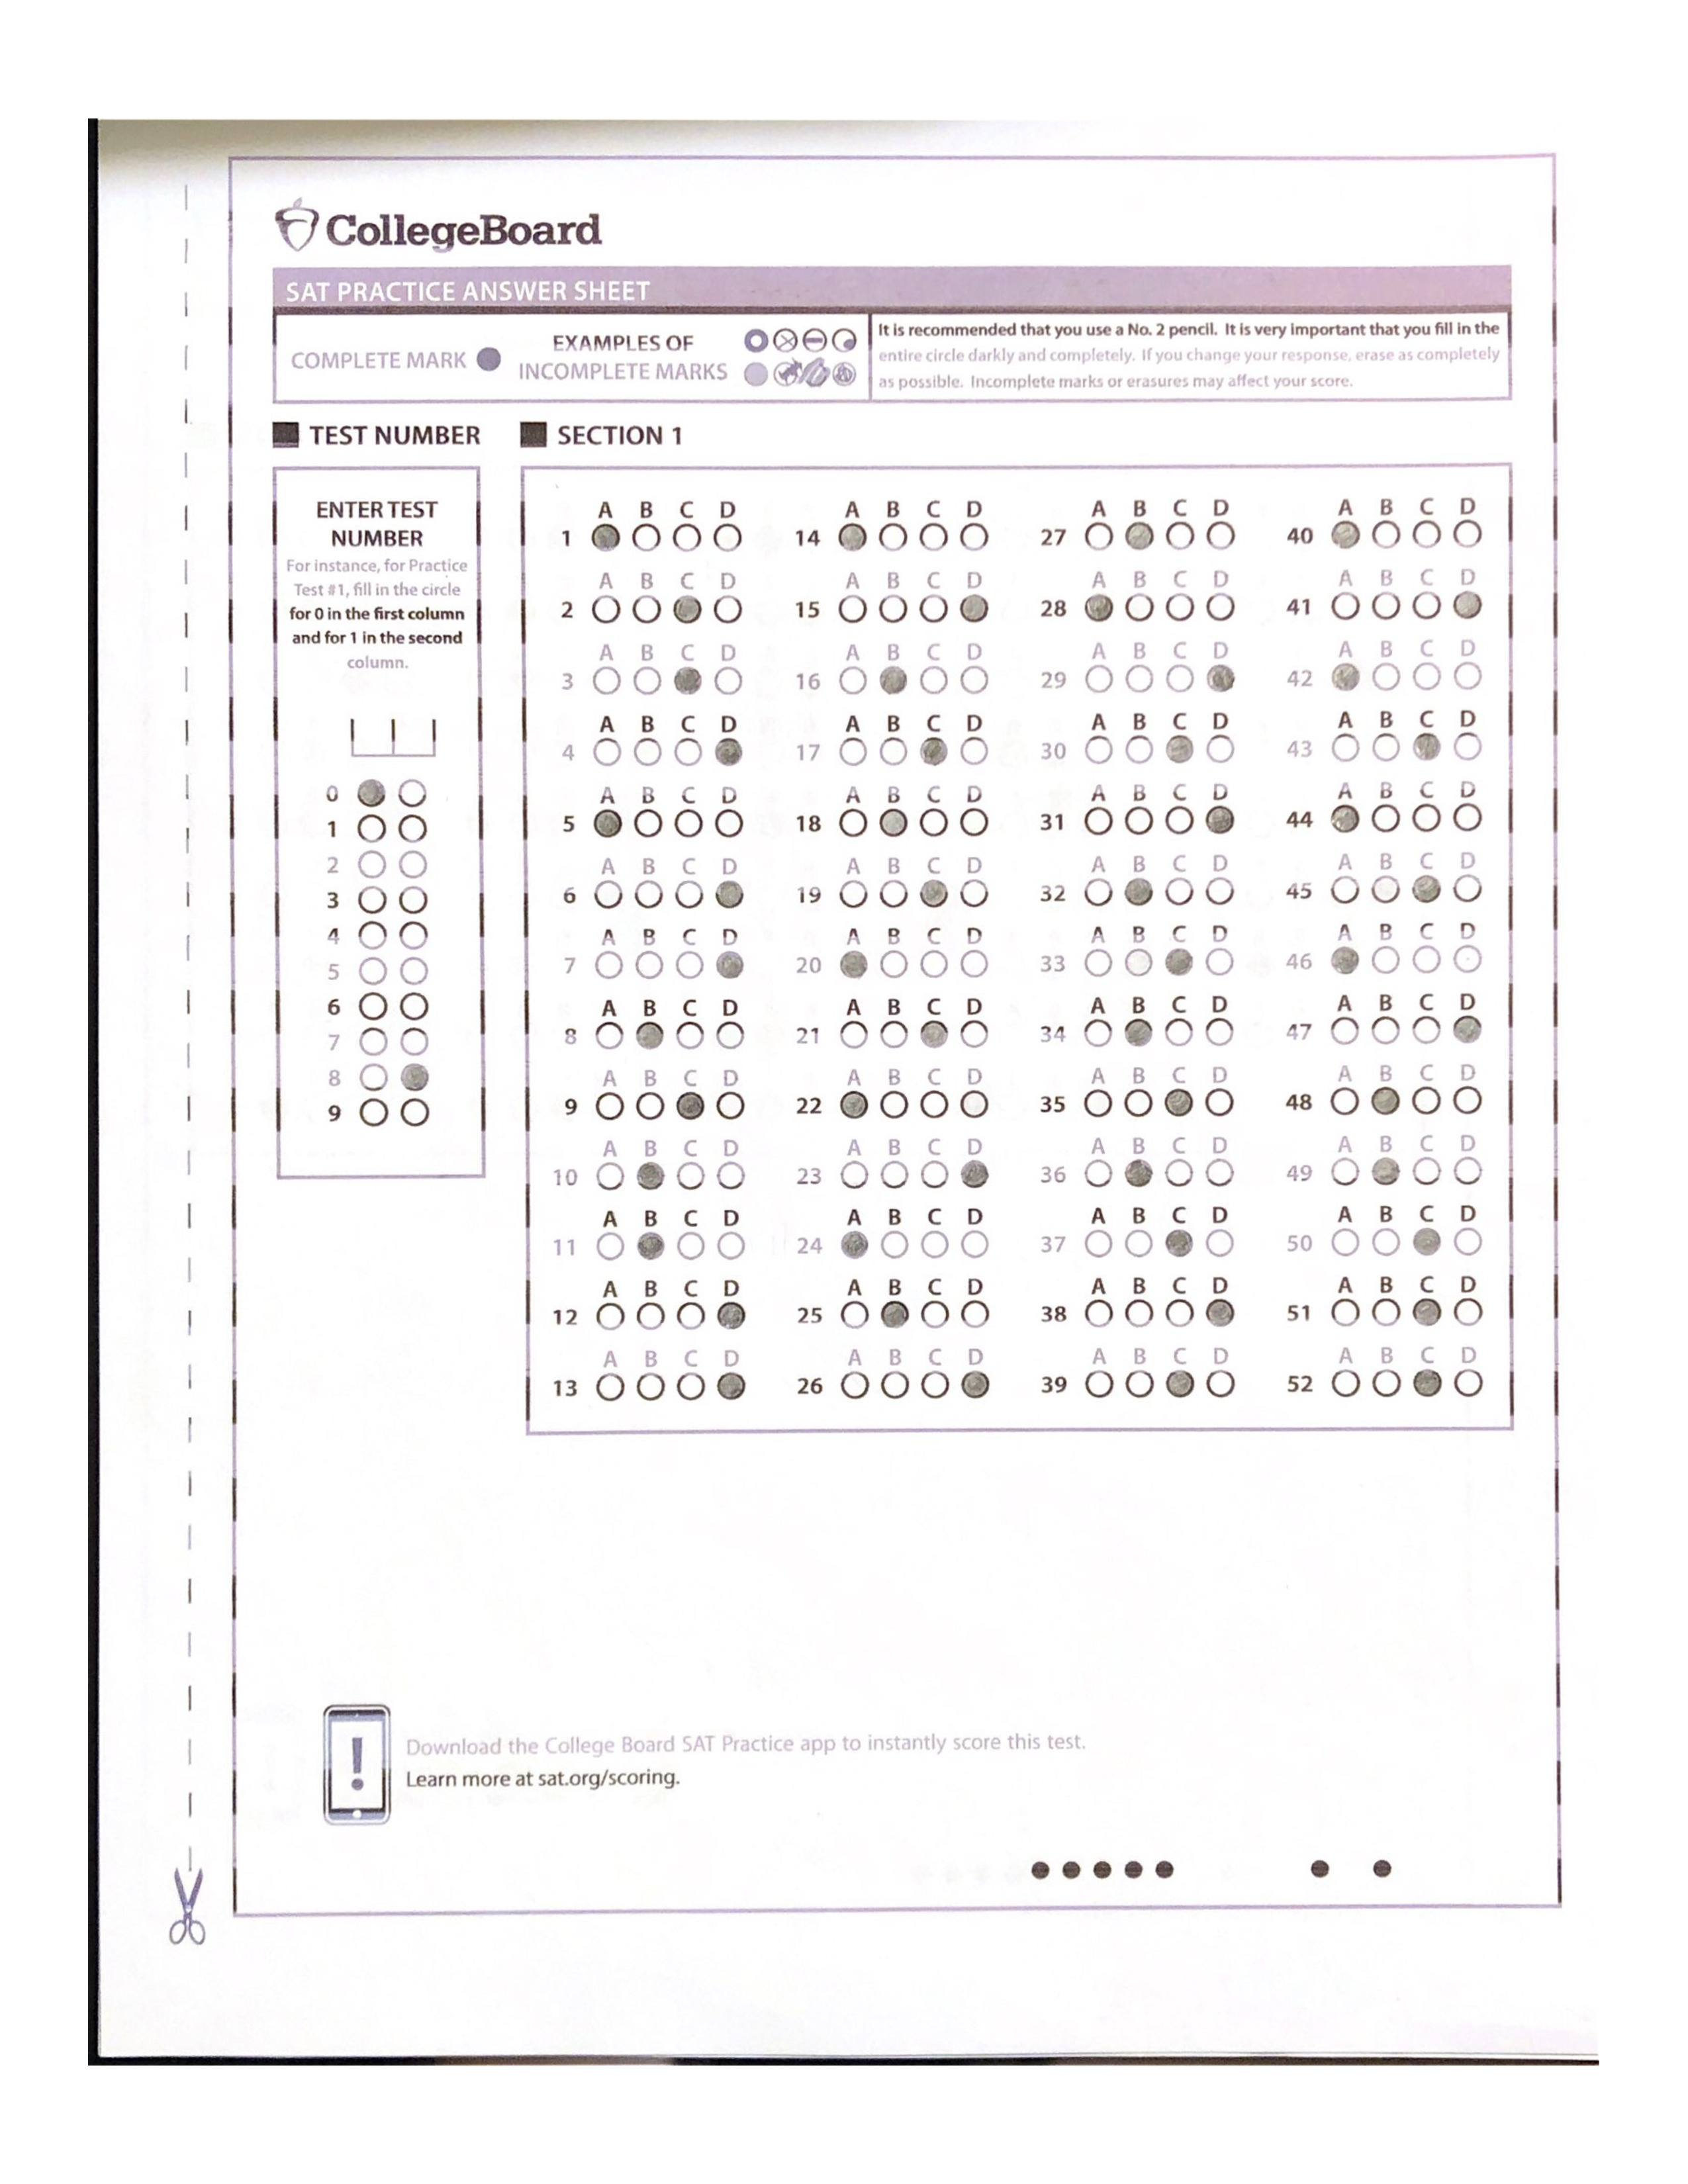 CollegeBoard
SAT PRACTICE ANSWER SHEET
COMPLETE MARK
EXAMPLES OF
INCOMPLETE MARKS
It is recommended that you use a No. 2 pencil. It is very important that you fill in the
entire circle darkly and completely. If you change your response, erase as completely
as possible. Incomplete marks or erasures may affect your score.
TEST NUMBER
ENTER TEST
NUMBER
For instance, for Practice
Test #1, fill in the circle
for 0 in the first column
and for 1 in the second
column.
0
1
2
3
4
5
6
7
8
9
SECTION 1
A B C D
1
A B C D
2
A B C D
3
A B C D
4
A B C D
5
A B C D
6
A B C D
7
A B C D
8
A B C D
9
A B C D
10
A B C D
11
A B C D
12
A B C D
13
A B C D
14
A B C D
15
A B C D
16
A B C D
17
A B C D
18
A B C D
19
A B C D
20
A B C D
21
A B C D
22
A B C D
23
A B C D
24
A B C D
25
A B C D
26
A B C D
27
A B C D
28
A B C D
29
A B C D
30
A B C D
31
A B C D
32
A B C D
33
A B C D
34
A B C D
35
A B C D
36
A B C D
37
A B C D
38
A B C D
39
A B C D
40
A B C D
41
A B C D
42
A B C D
43
A B C D
44
A B C D
45
A B C D
46
A B C D
47
A B C D
48
A B C D
49
A B C D
50
A B C D
51
A B C D
52
!
Download the College Board SAT Practice app to instantly score this test.
Learn more at sat.org/scoring.